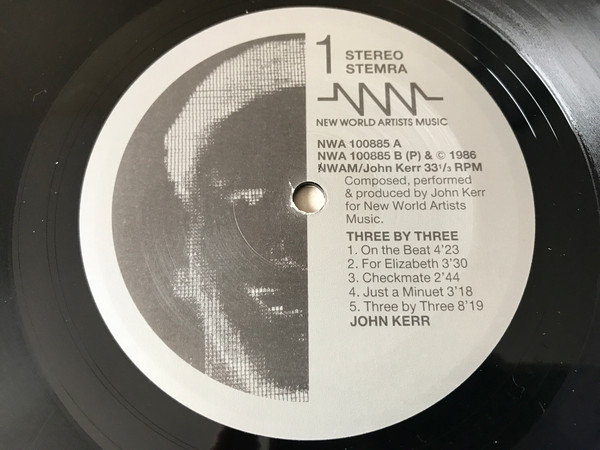 1 STEREO
STEMRA
NEW WORLD ARTISTS MUSIC
NWA 100885 A
NWA 100885 B (P) & © 1986
NWAM/John Kerr 33 1/3 RPM
Composed, performed
& produced by John Kerr
for New World Artists
Music.
THREE BY THREE
1. On the Beat 4'23
2. For Elizabeth 3'30
3. Checkmate 2'44
4. Just a Minuet 3'18
5. Three by Three 8'19
JOHN KERR